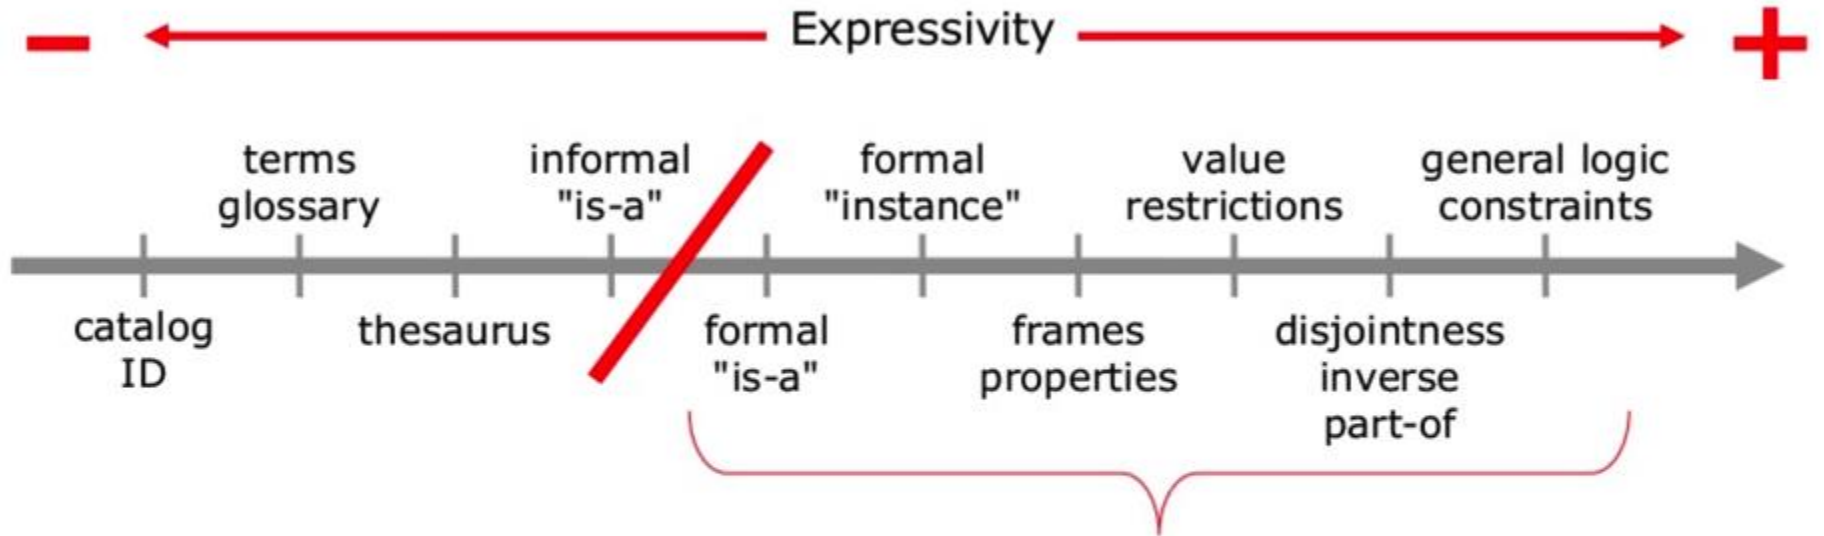 Expressivity
terms
glossary
informal
"is-a"
formal
"instance"
value
restrictions
general logic
constraints
catalog
ID
thesaurus
formal
"is-a"
frames
properties
disjointness
inverse
part-of